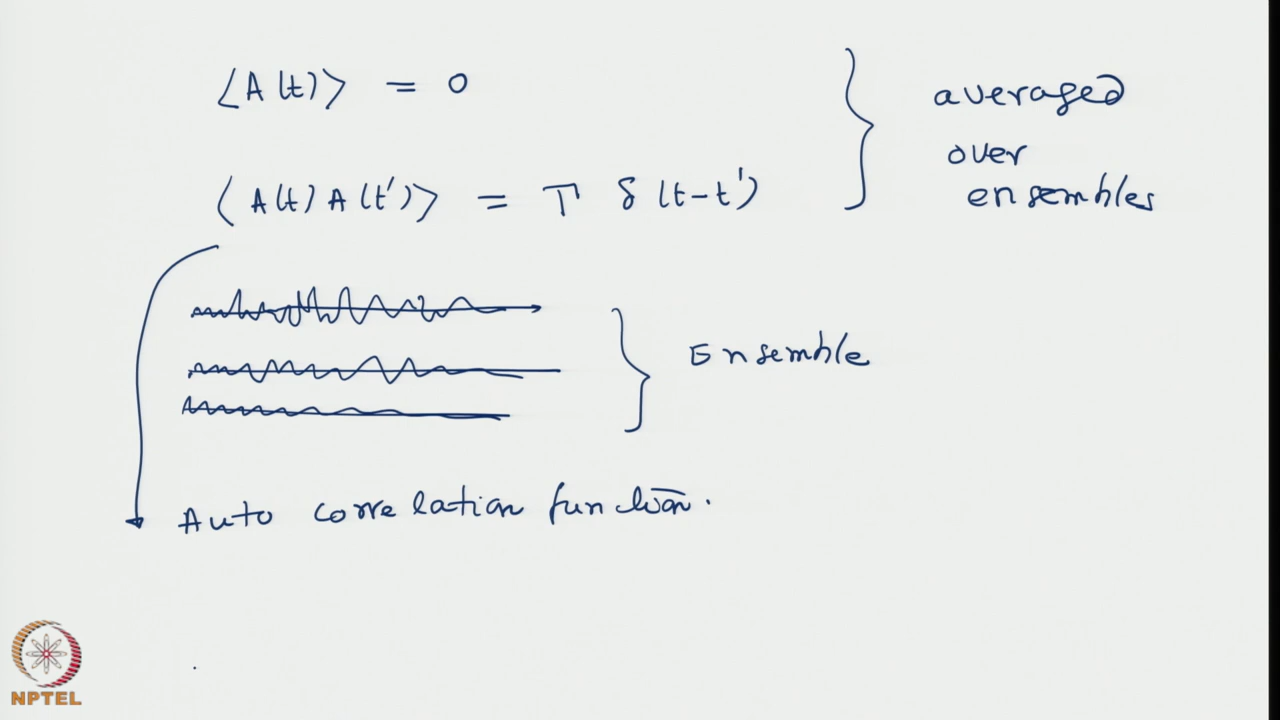 ⟨A(t)⟩ = 0
averaged
over
ensembles
⟨A(t) A(t')⟩ = Γ δ(t-t')
Ensemble
Auto correlation function.
NPTEL